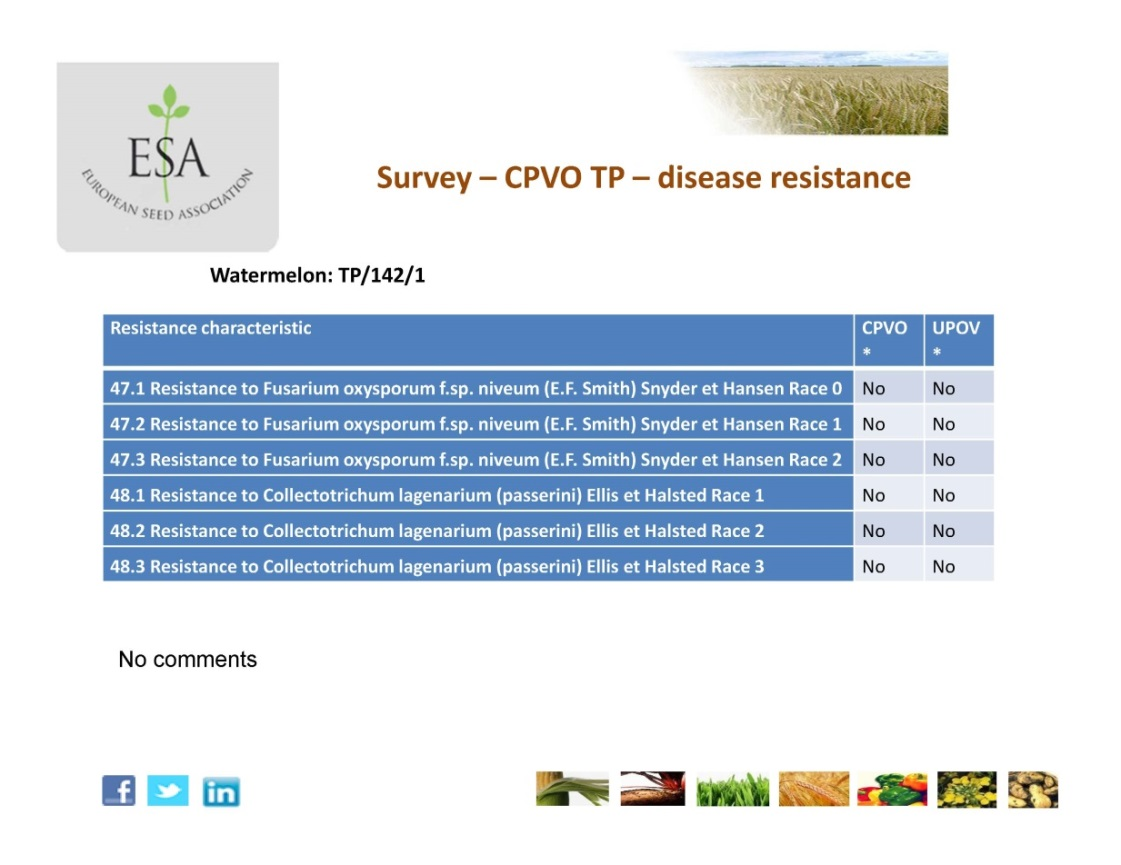 ESA
EUROPEAN SEED ASSOCIATION
Survey – CPVO TP – disease resistance
Watermelon: TP/142/1
Resistance characteristic CPVO * UPOV *
47.1 Resistance to Fusarium oxysporum f.sp. niveum (E.F. Smith) Snyder et Hansen Race 0 No No
47.2 Resistance to Fusarium oxysporum f.sp. niveum (E.F. Smith) Snyder et Hansen Race 1 No No
47.3 Resistance to Fusarium oxysporum f.sp. niveum (E.F. Smith) Snyder et Hansen Race 2 No No
48.1 Resistance to Collectotrichum lagenarium (passerini) Ellis et Halsted Race 1 No No
48.2 Resistance to Collectotrichum lagenarium (passerini) Ellis et Halsted Race 2 No No
48.3 Resistance to Collectotrichum lagenarium (passerini) Ellis et Halsted Race 3 No No
No comments
f in